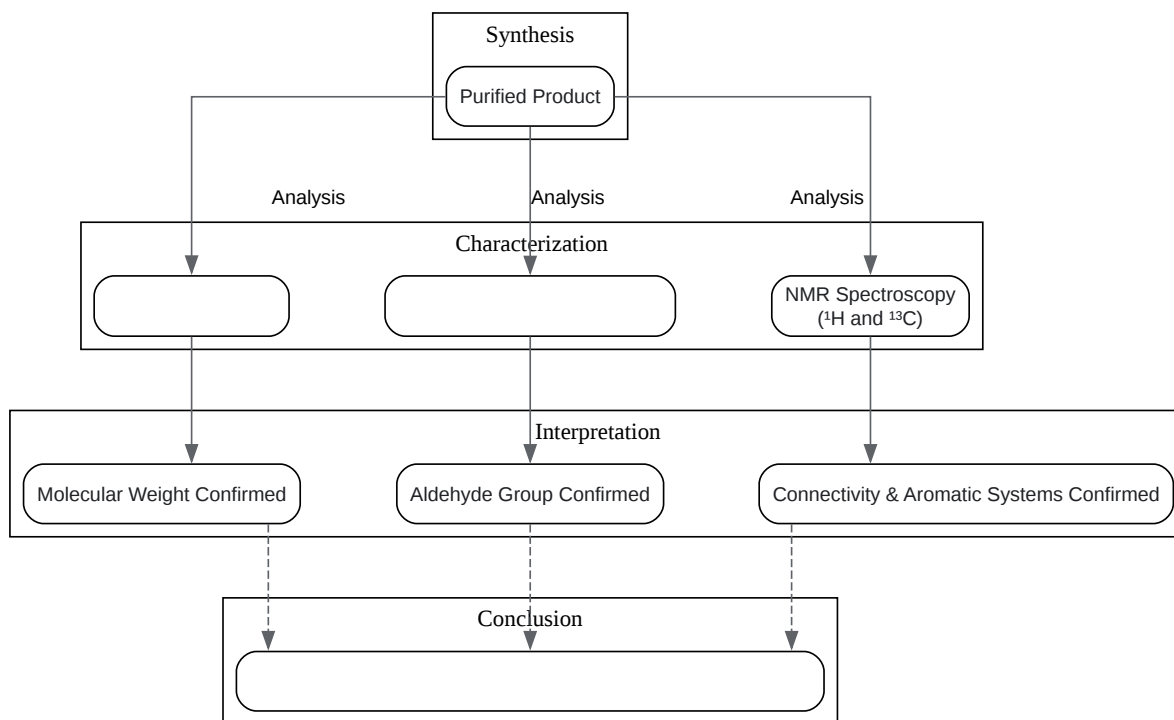 Synthesis
Purified Product
Analysis
Analysis
Analysis
Characterization
NMR Spectroscopy
(¹H and ¹³C)
Interpretation
Molecular Weight Confirmed
Aldehyde Group Confirmed
Connectivity & Aromatic Systems Confirmed
Conclusion